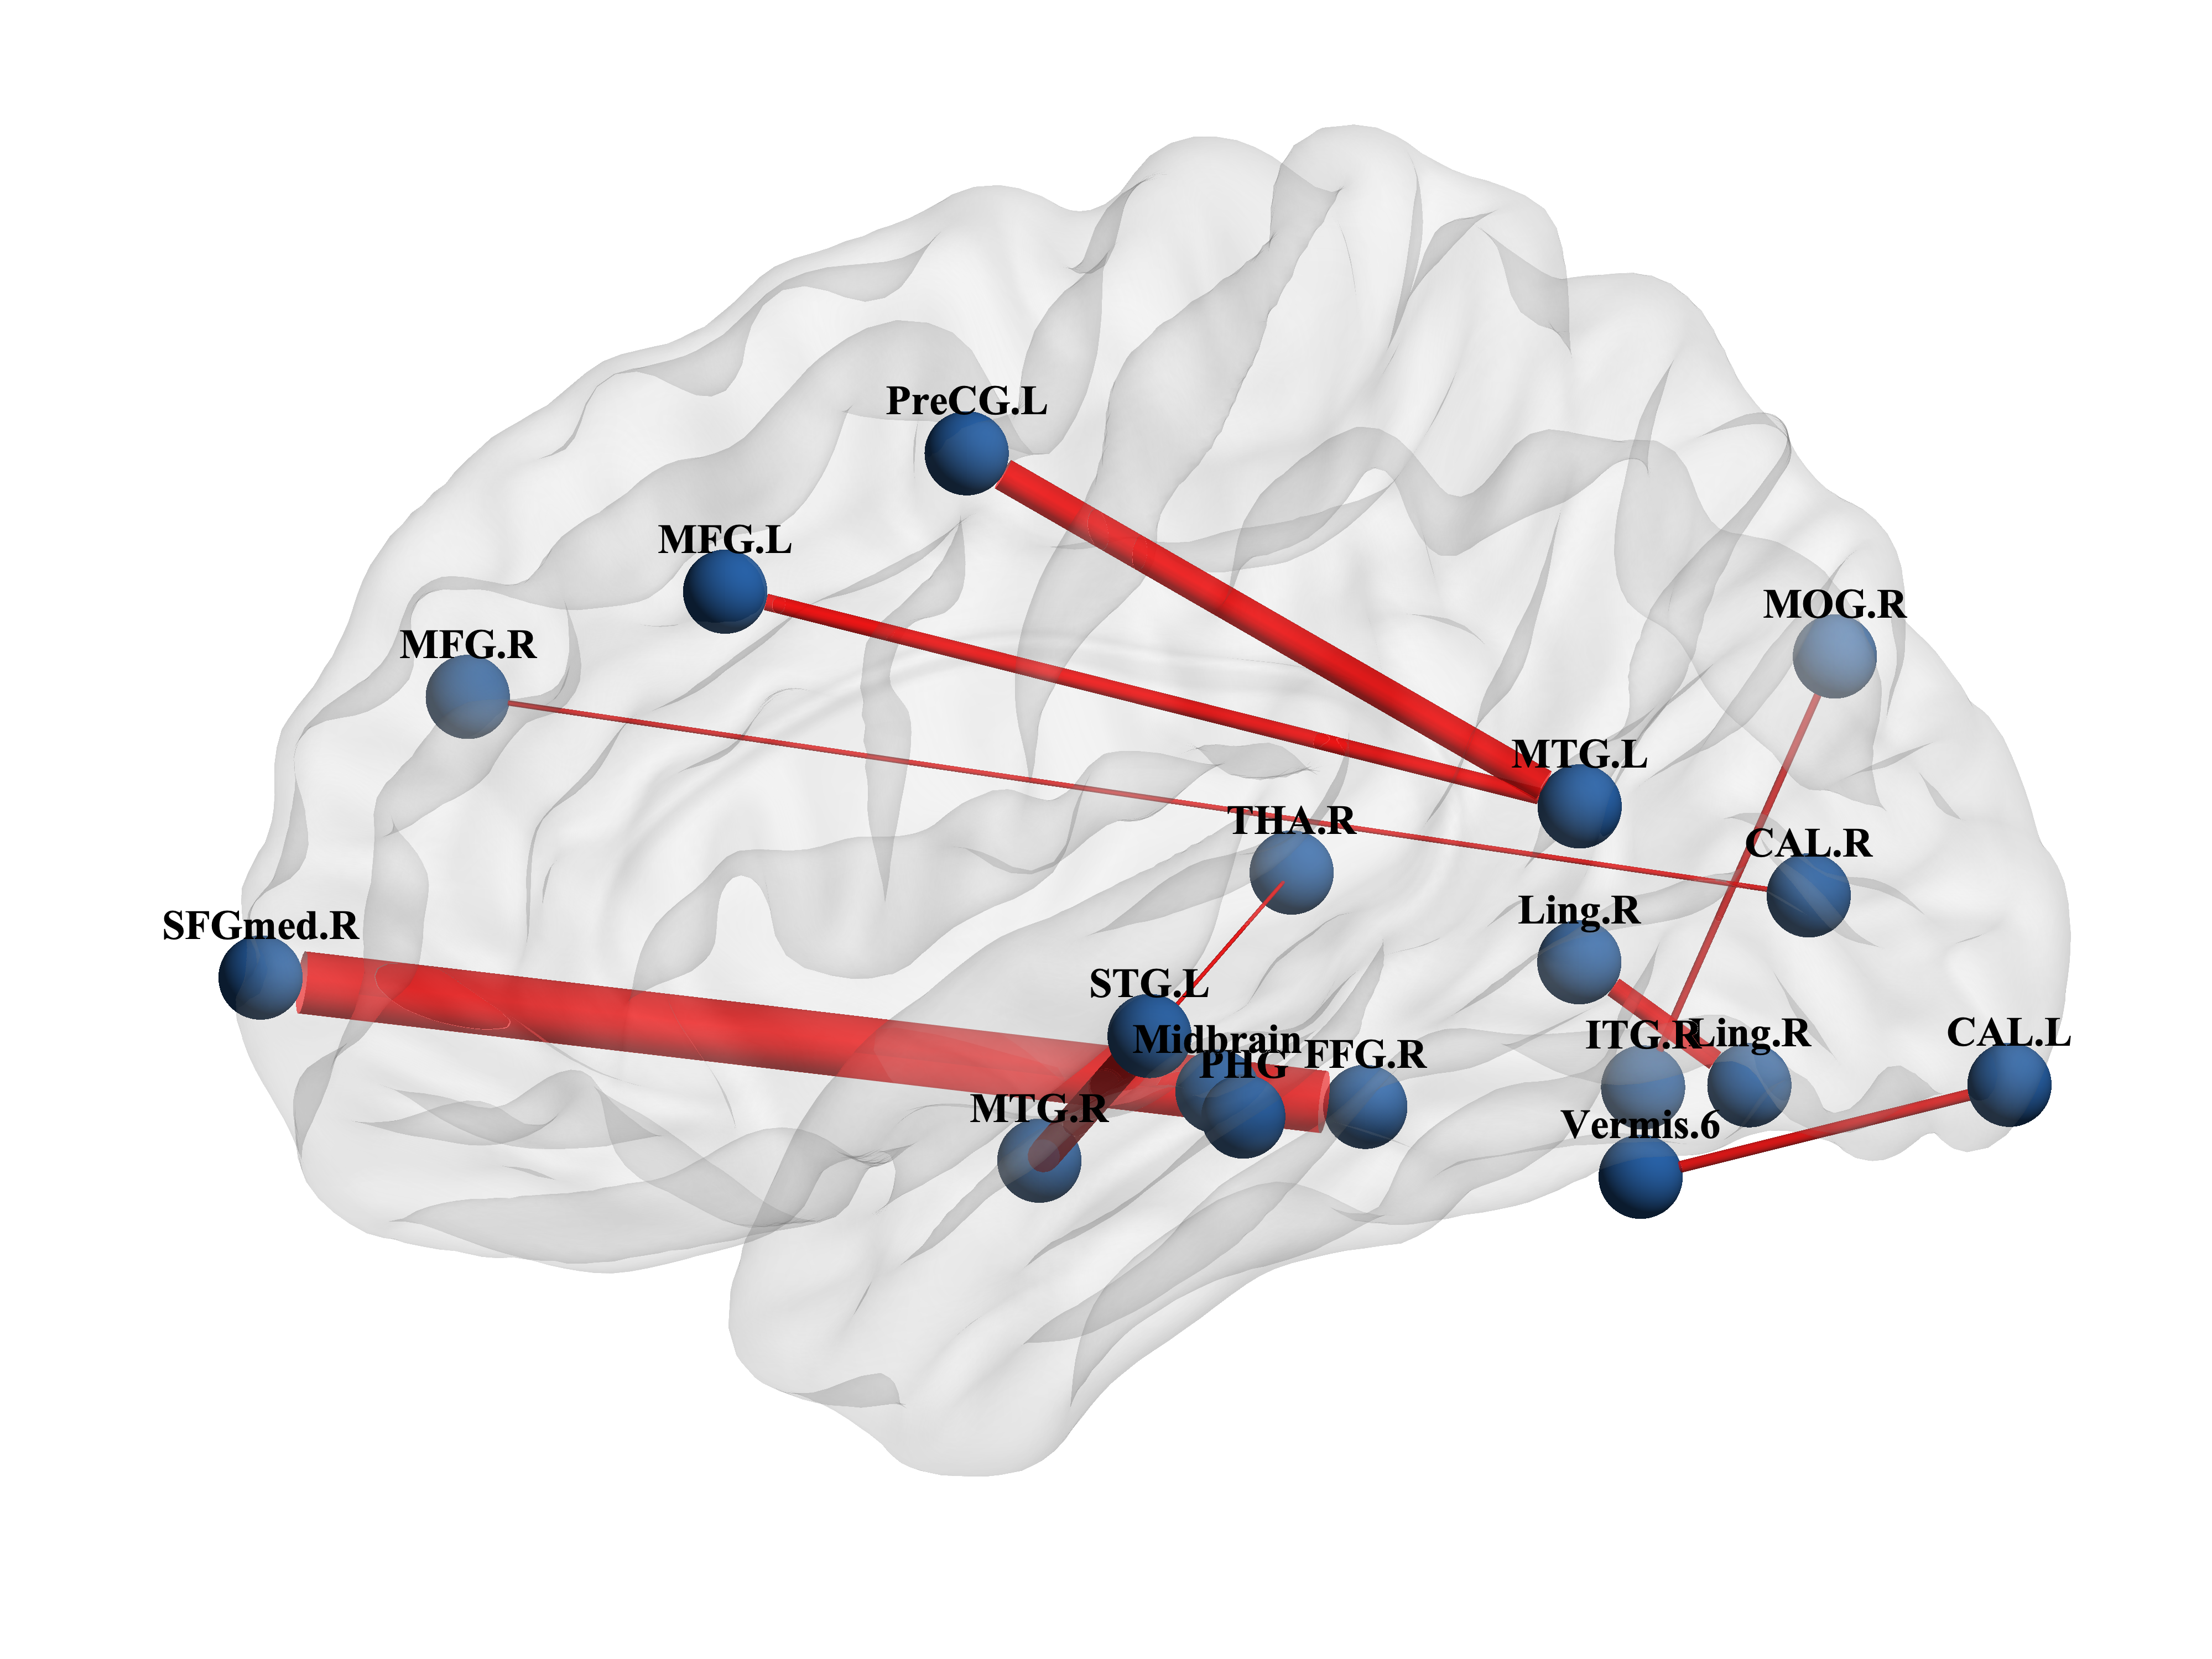 PreCG.L
MFG.L
MOG.R
MFG.R
MTG.L
THA.R
CAL.R
Ling.R
SFGmed.R
STG.L
Midbrain
ITG.R
Ling.R
CAL.L
FFG.R
PHG
MTG.R
Vermis.6